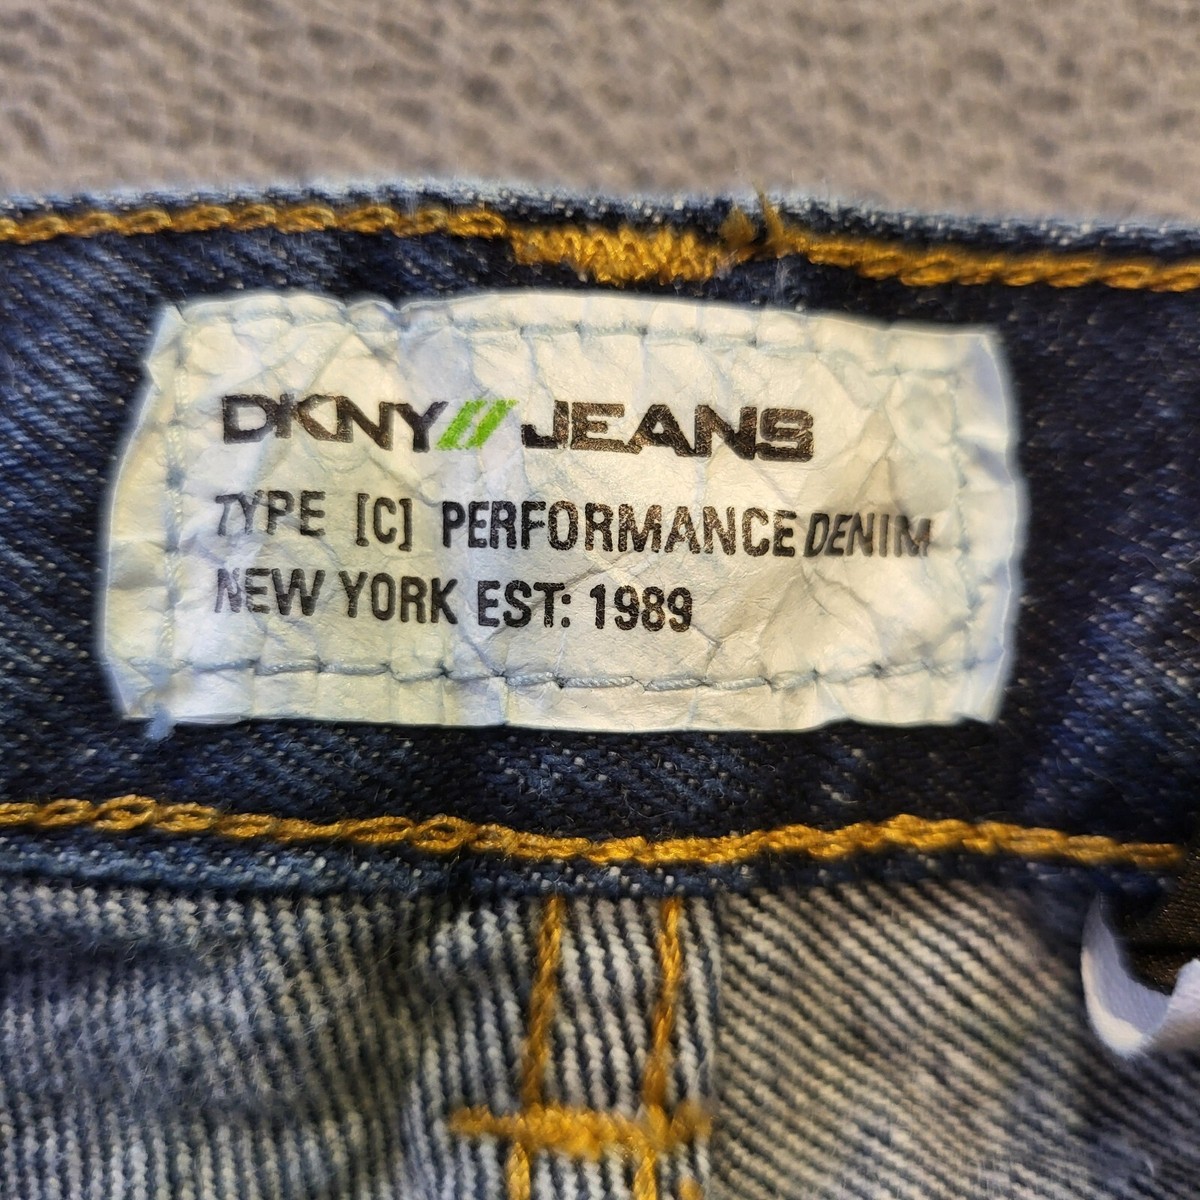 DKNY// JEANS
TYPE [C] PERFORMANCE DENIM
NEW YORK EST: 1989